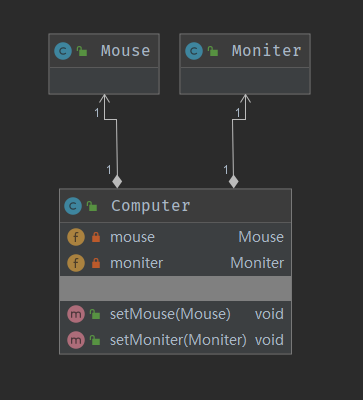 C Mouse
C Moniter
1 1
1 1
C Computer
f mouse Mouse
f moniter Moniter
m setMouse(Mouse) void
m setMoniter(Moniter) void